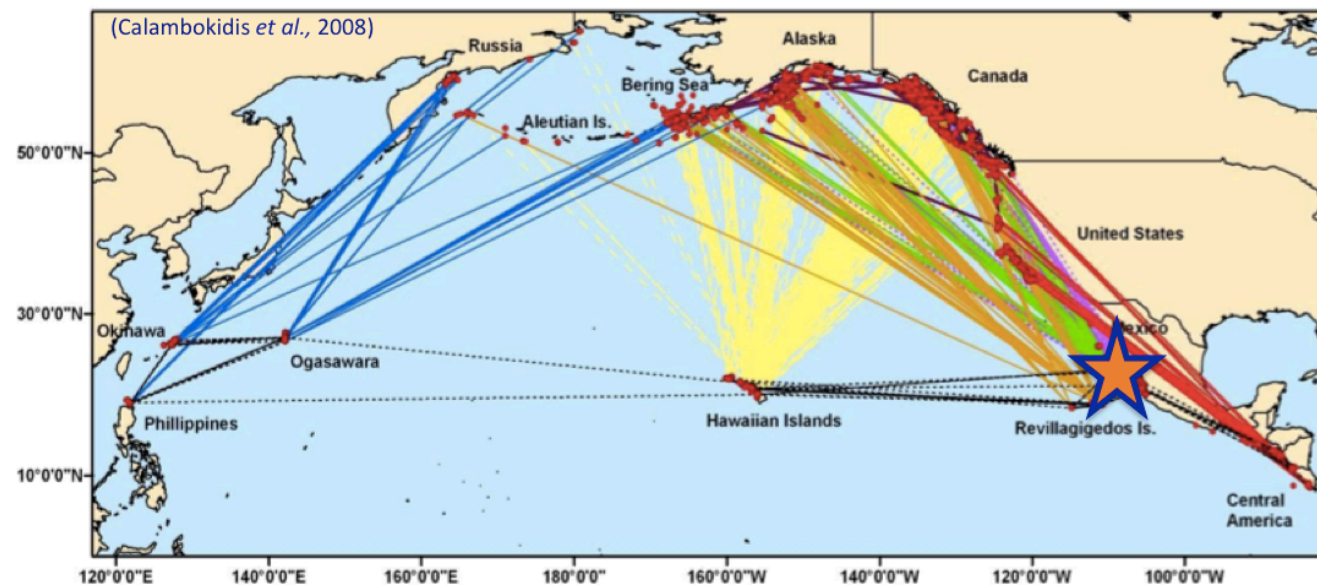 (Calambokidis et al., 2008)
Russia
Alaska
Canada
Bering Sea
Aleutian Is.
50°0'0"N
United States
30°0'0"N
Okinawa
Mexico
Ogasawara
Hawaiian Islands
Revillagigedos Is.
Phillippines
10°0'0"N
Central
America
120°0'0"E
140°0'0"E
160°0'0"E
180°0'0"
160°0'0"W
140°0'0"W
120°0'0"W
100°0'0"W